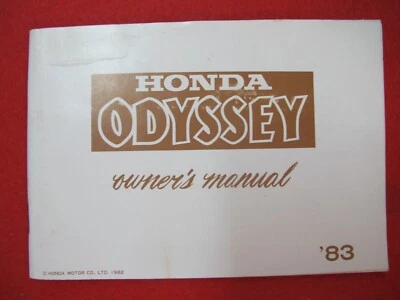 HONDA
ODYSSEY
owner's manual
'83
© HONDA MOTOR CO., LTD. 1982